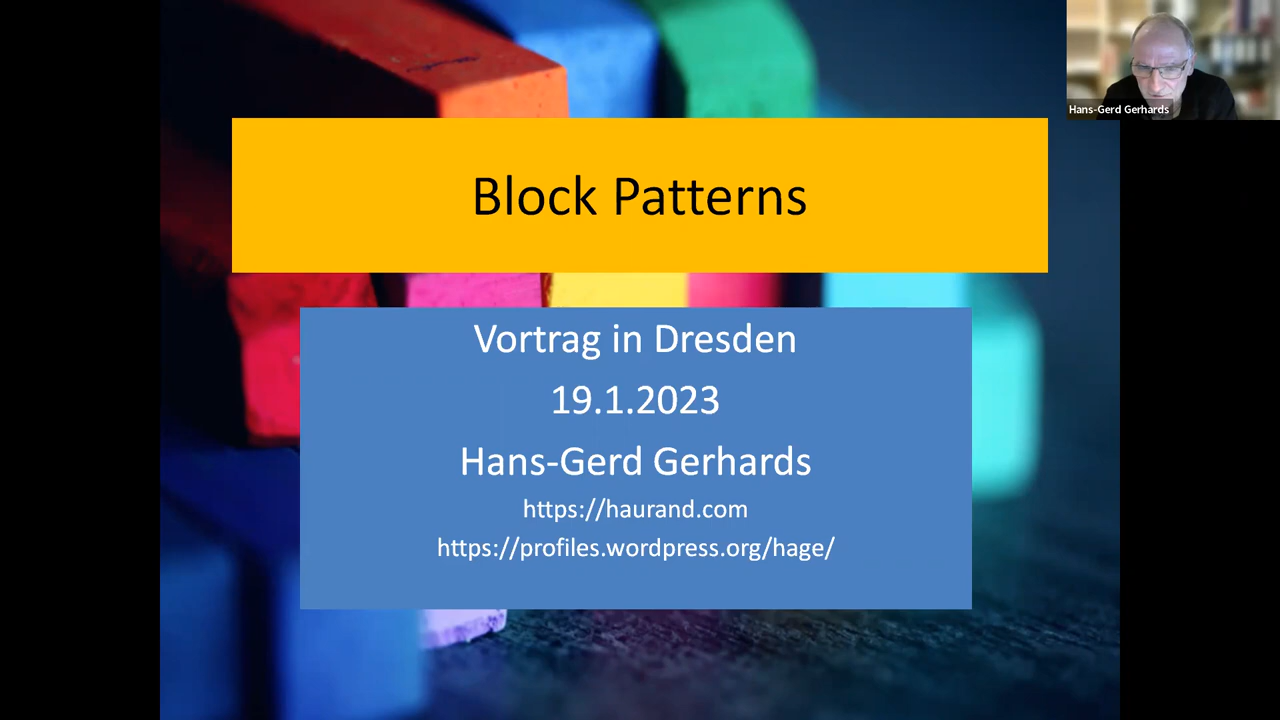 Hans-Gerd Gerhards
Block Patterns
Vortrag in Dresden
19.1.2023
Hans-Gerd Gerhards
https://haurand.com
https://profiles.wordpress.org/hage/